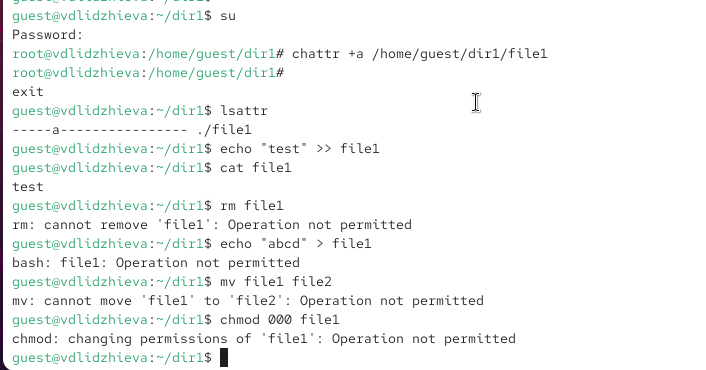 guest@vdlidzhieva:~/dir1$ su
Password:
root@vdlidzhieva:/home/guest/dir1# chattr +a /home/guest/dir1/file1
root@vdlidzhieva:/home/guest/dir1#
exit
guest@vdlidzhieva:~/dir1$ lsattr
-----a---------------- ./file1
guest@vdlidzhieva:~/dir1$ echo "test" >> file1
guest@vdlidzhieva:~/dir1$ cat file1
test
guest@vdlidzhieva:~/dir1$ rm file1
rm: cannot remove 'file1': Operation not permitted
guest@vdlidzhieva:~/dir1$ echo "abcd" > file1
bash: file1: Operation not permitted
guest@vdlidzhieva:~/dir1$ mv file1 file2
mv: cannot move 'file1' to 'file2': Operation not permitted
guest@vdlidzhieva:~/dir1$ chmod 000 file1
chmod: changing permissions of 'file1': Operation not permitted
guest@vdlidzhieva:~/dir1$